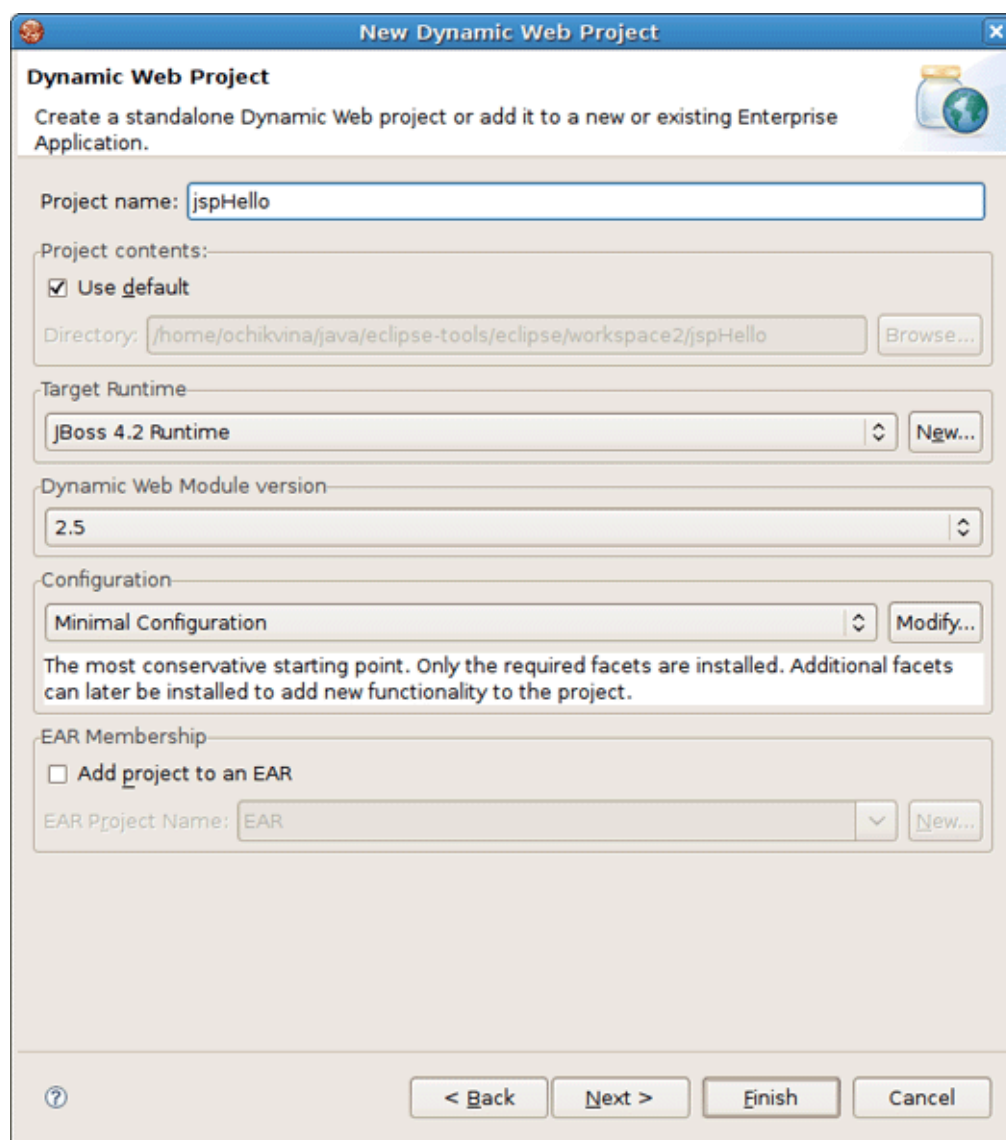 New Dynamic Web Project
Dynamic Web Project
Create a standalone Dynamic Web project or add it to a new or existing Enterprise
Application.
Project name: jspHello
Project contents:
Use default
Directory: /home/ochikvina/java/eclipse-tools/eclipse/workspace2/jspHello Browse...
Target Runtime
JBoss 4.2 Runtime New...
Dynamic Web Module version
2.5
Configuration
Minimal Configuration Modify...
The most conservative starting point. Only the required facets are installed. Additional facets
can later be installed to add new functionality to the project.
EAR Membership
Add project to an EAR
EAR Project Name: EAR New...
? < Back Next > Finish Cancel